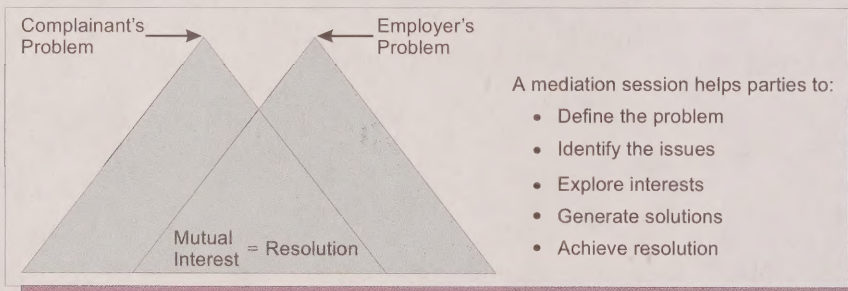 Complainant's
Problem
Employer's
Problem
Mutual
Interest = Resolution
A mediation session helps parties to:
• Define the problem
• Identify the issues
• Explore interests
• Generate solutions
• Achieve resolution